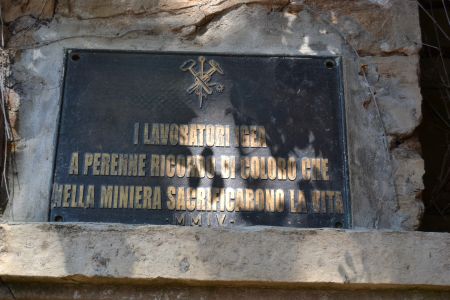 I LAVORATORI IGEA
A PERENNE RICORDO DI COLORO CHE
NELLA MINIERA SACRIFICARONO LA VITA
- MMIV -